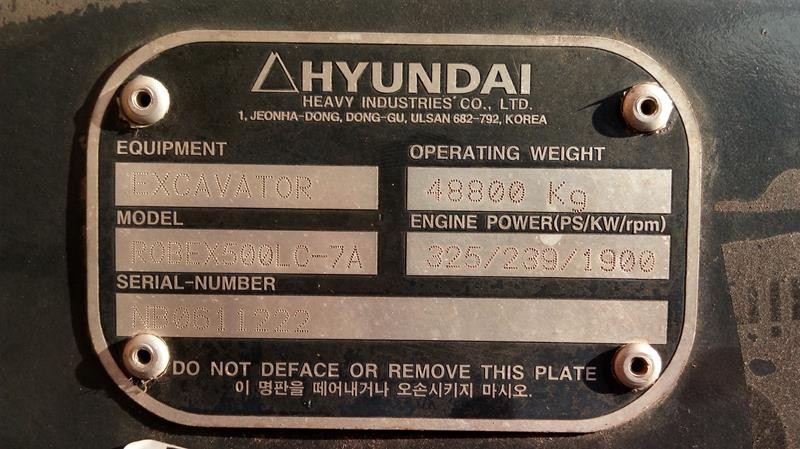 HYUNDAI
HEAVY INDUSTRIES CO., LTD.
1, JEONHA-DONG, DONG-GU, ULSAN 682-792, KOREA
EQUIPMENT
EXCAVATOR
OPERATING WEIGHT
48800 Kg
MODEL
ROBEX500LC-7A
ENGINE POWER(PS/KW/rpm)
325/239/1900
SERIAL-NUMBER
NB0611222
DO NOT DEFACE OR REMOVE THIS PLATE
이 명판을 떼어내거나 오손시키지 마시오.